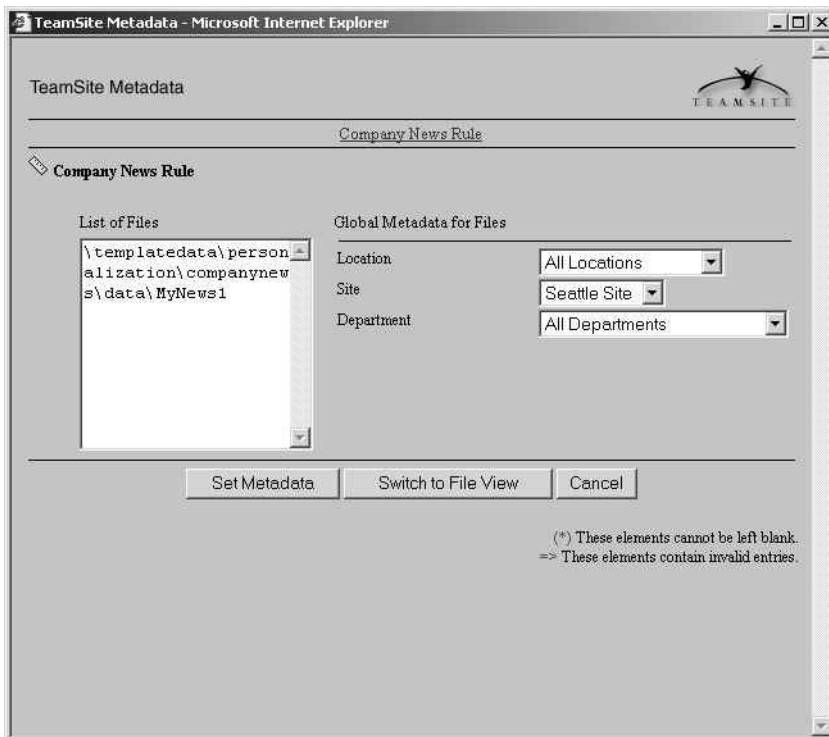 TeamSite Metadata - Microsoft Internet Explorer
TeamSite Metadata
TEAMSITE
Company News Rule
Company News Rule
List of Files
Global Metadata for Files
\templatedata\person
alization\companynew
s\data\MyNews1
Location
All Locations
Site
Seattle Site
Department
All Departments
Set Metadata
Switch to File View
Cancel
(*) These elements cannot be left blank.
=> These elements contain invalid entries.